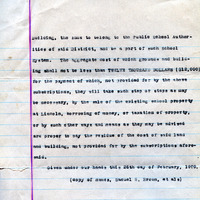 Building, the same to belong to the Public School Author-
ities of said District, and be a part of such School
System. The aggregate cost of which grounds and build-
ing shall not be less than TWELVE THOUSAND DOLLARS ($12,000)
for the payment of which, not provided for by the above
subscriptions, they will take such step or steps as may
be necessary, by the sale of the existing school property
at Lincoln, borrowing of money, or taxation of property,
or by such other ways and means as they may be advised
are proper to pay the residue of the cost of said land
and building, not provided for by the subscriptions afore-
said.
Given under our hands this 26th day of February,
(Copy of names, Samuel H. Brown, et als)